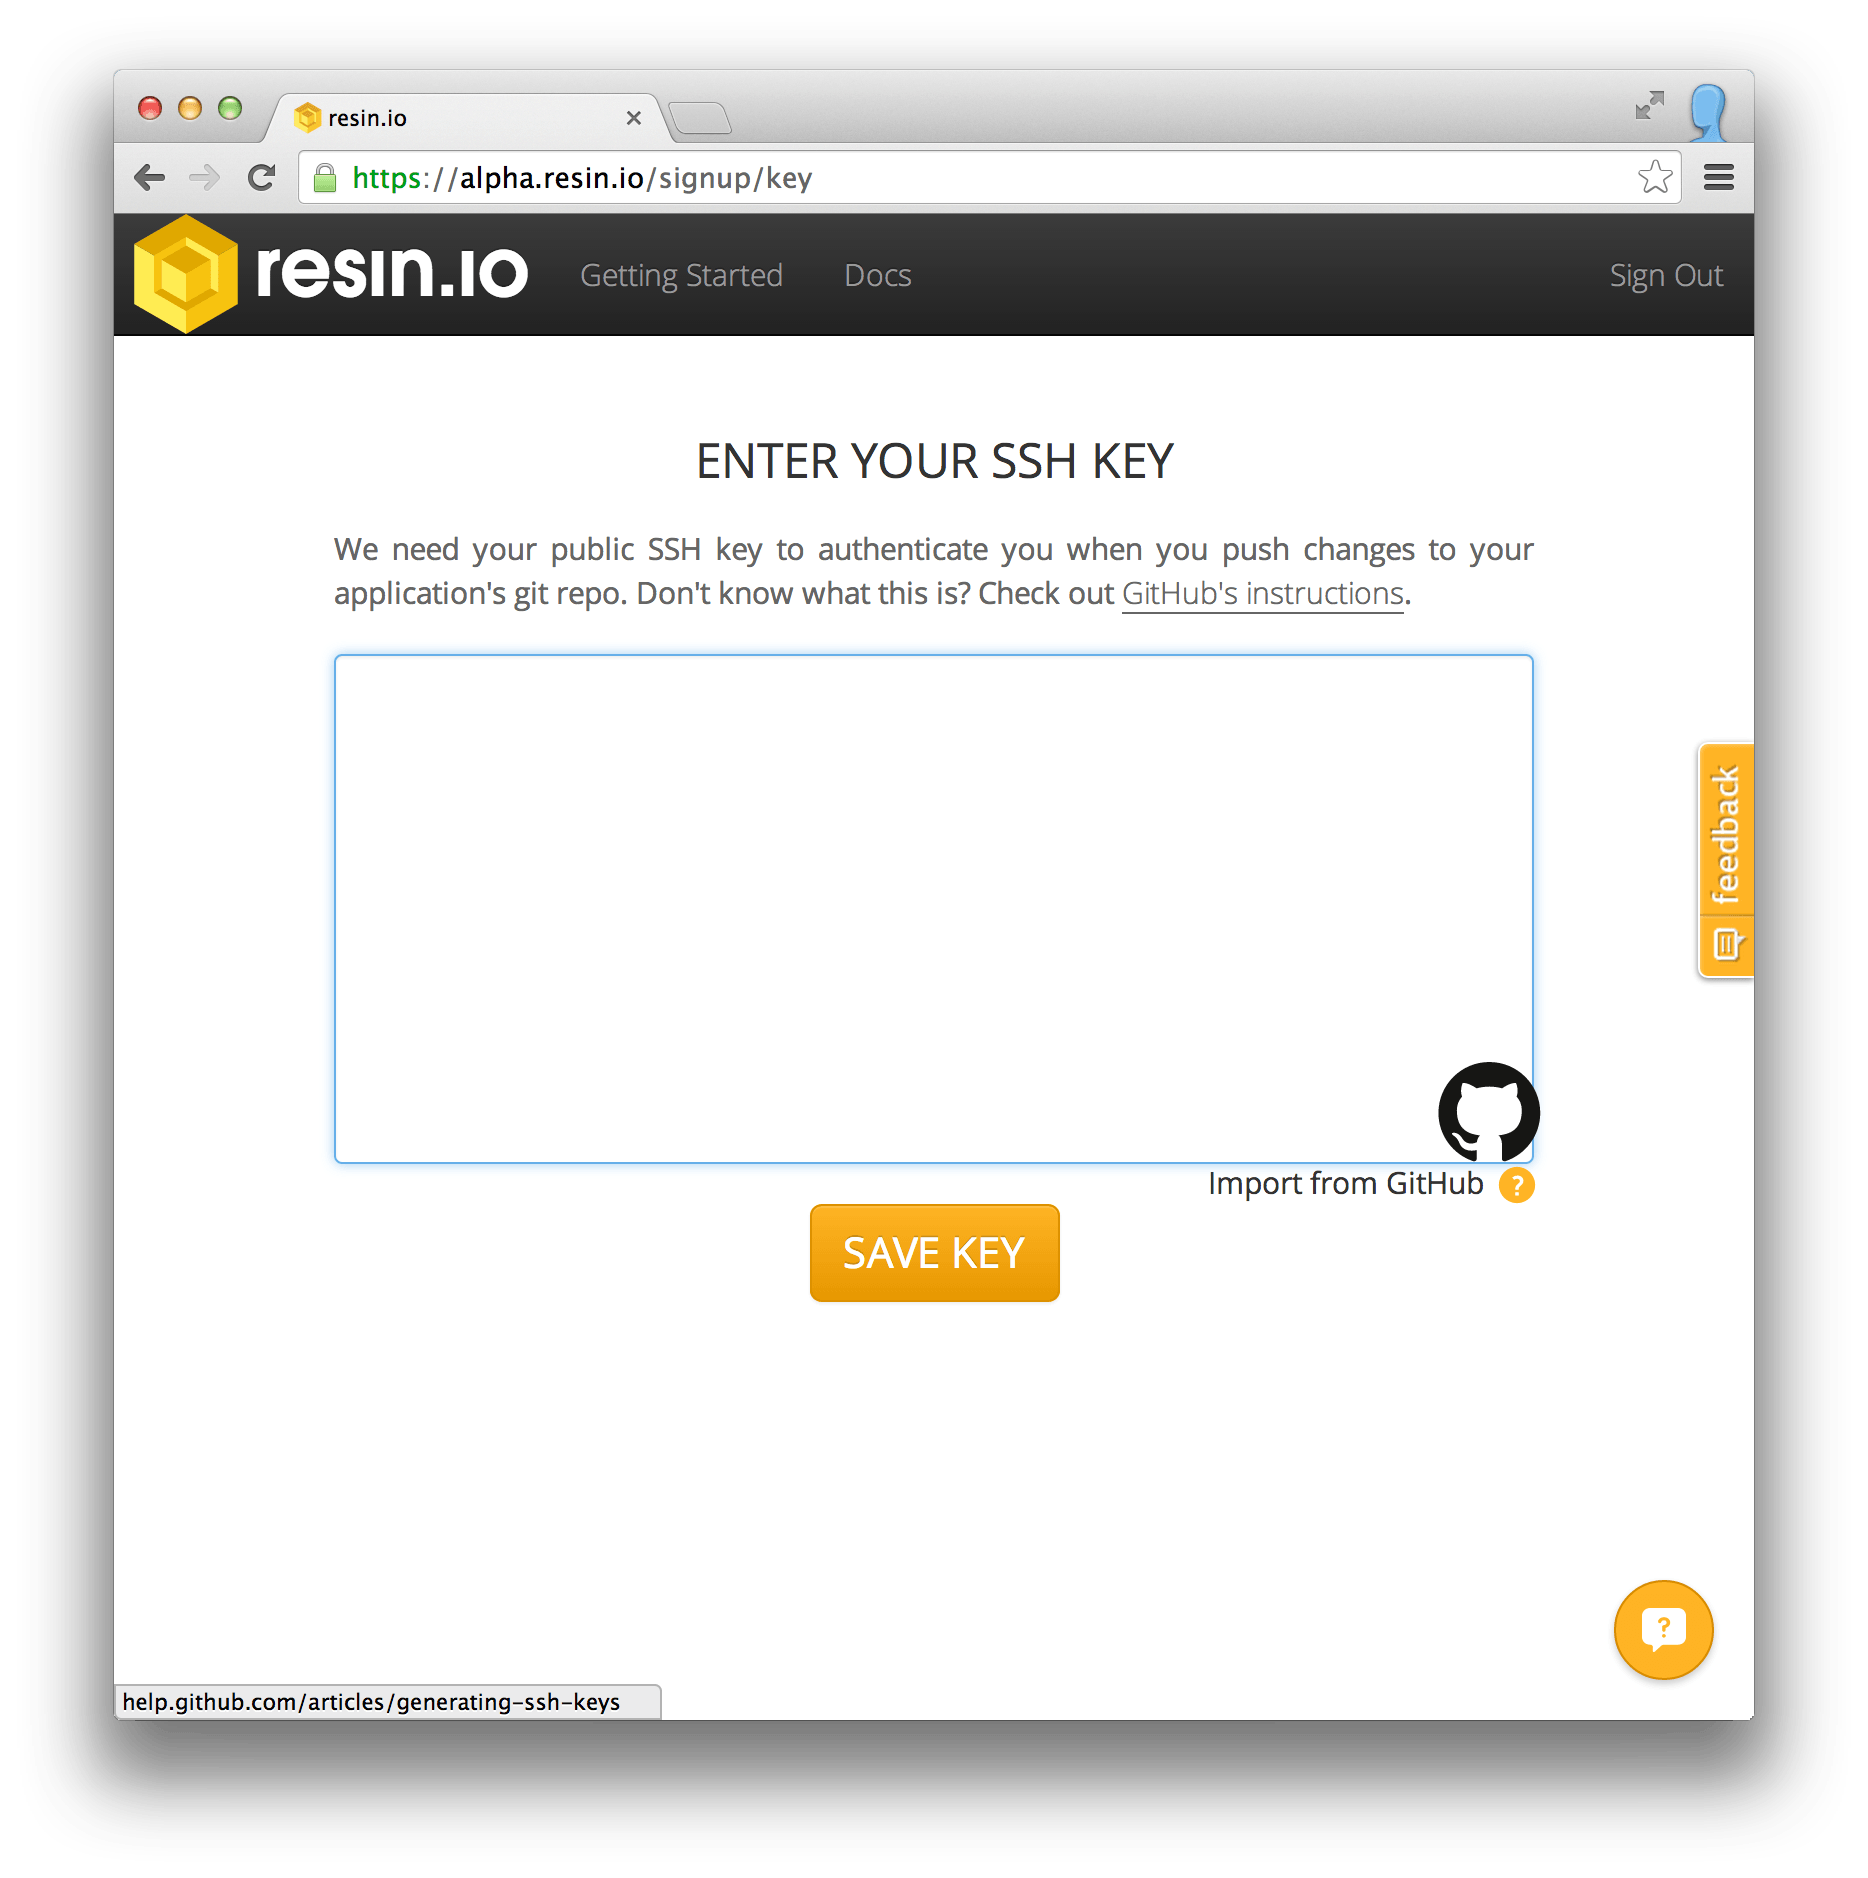 resin.io
https://alpha.resin.io/signup/key
resin.io Getting Started Docs Sign Out
ENTER YOUR SSH KEY
We need your public SSH key to authenticate you when you push changes to your
application's git repo. Don't know what this is? Check out GitHub's instructions.
feedback
Import from GitHub ?
SAVE KEY
?
help.github.com/articles/generating-ssh-keys